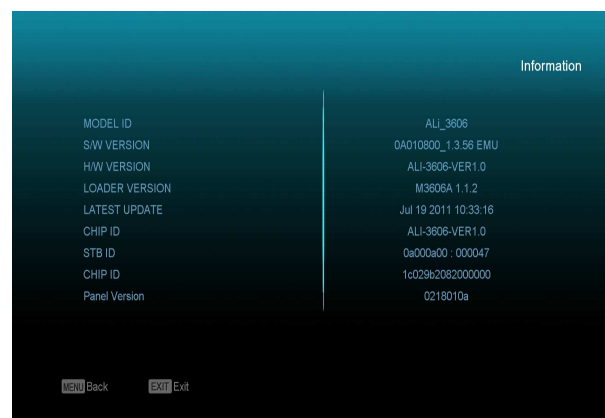 Information
MODEL ID ALi_3606
S/W VERSION 0A010800_1.3.56 EMU
H/W VERSION ALI-3606-VER1.0
LOADER VERSION M3606A 1.1.2
LATEST UPDATE Jul 19 2011 10:33:16
CHIP ID ALI-3606-VER1.0
STB ID 0a000a00 : 000047
CHIP ID 1c029b2082000000
Panel Version 0218010a
MENU Back EXIT Exit